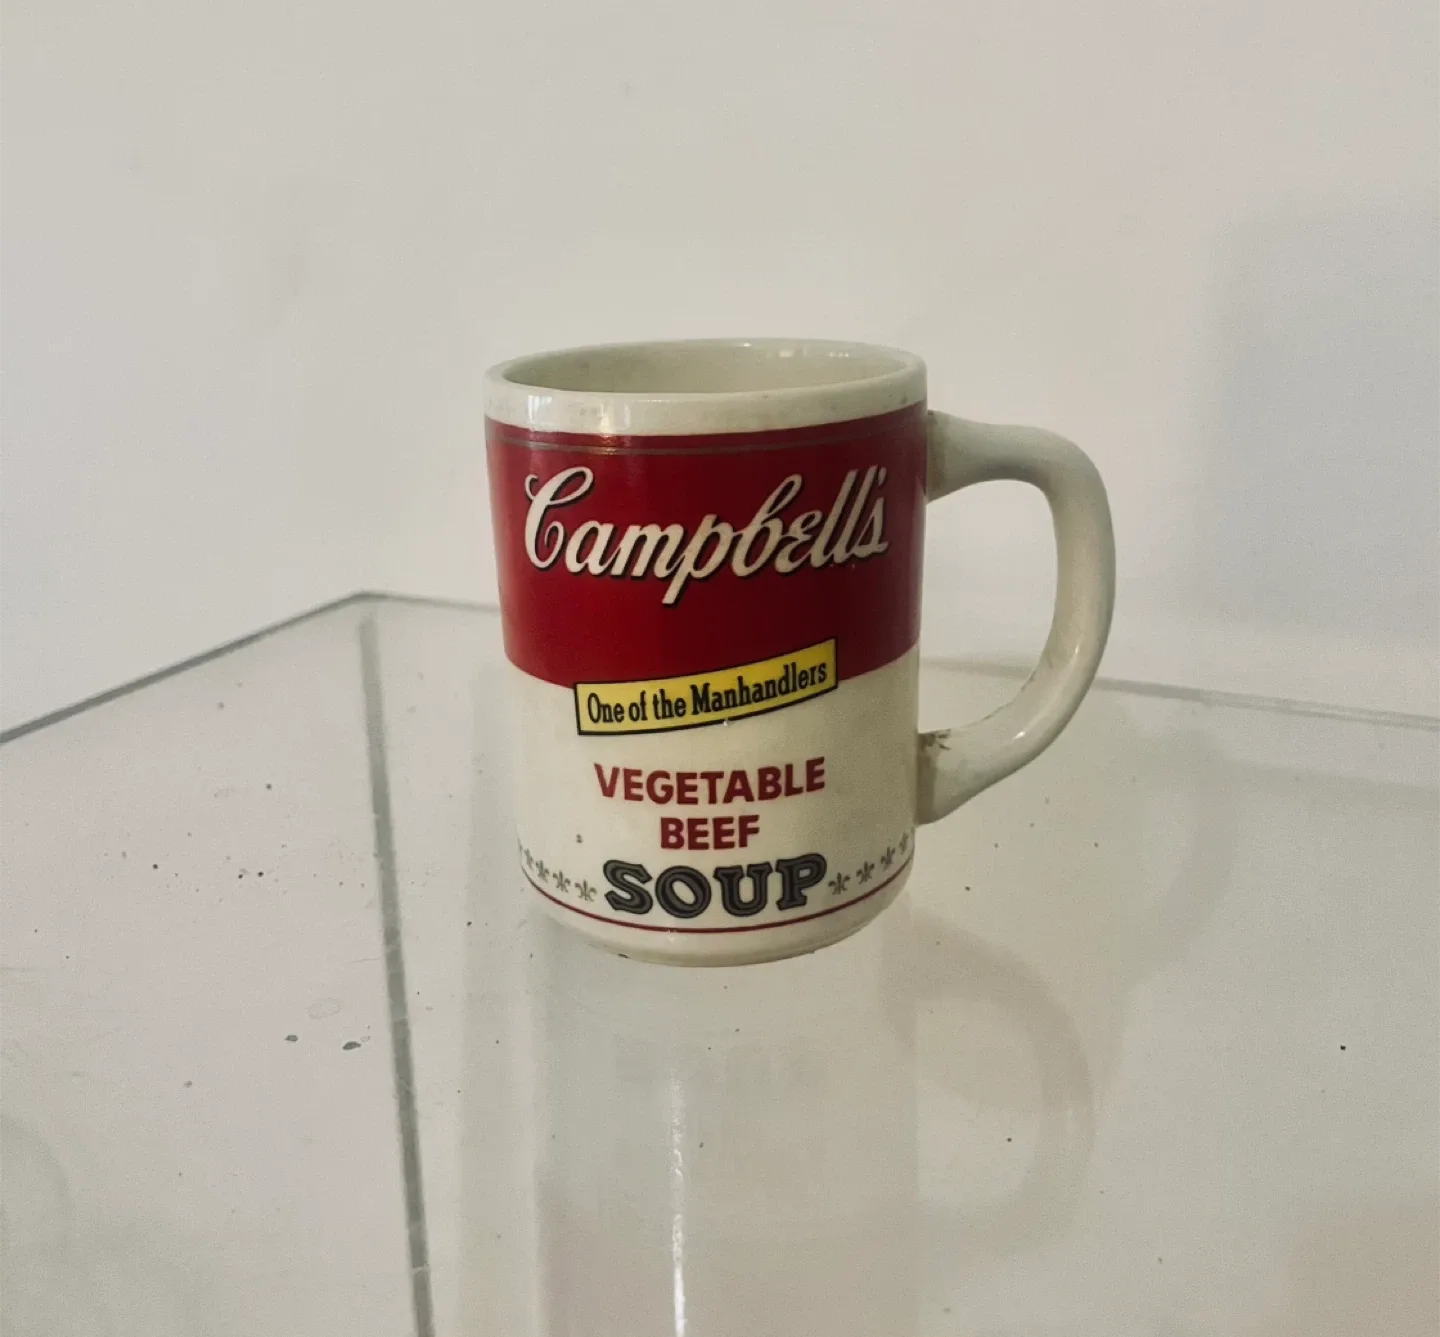 Campbell's
One of the Manhandlers
VEGETABLE
BEEF
SOUP